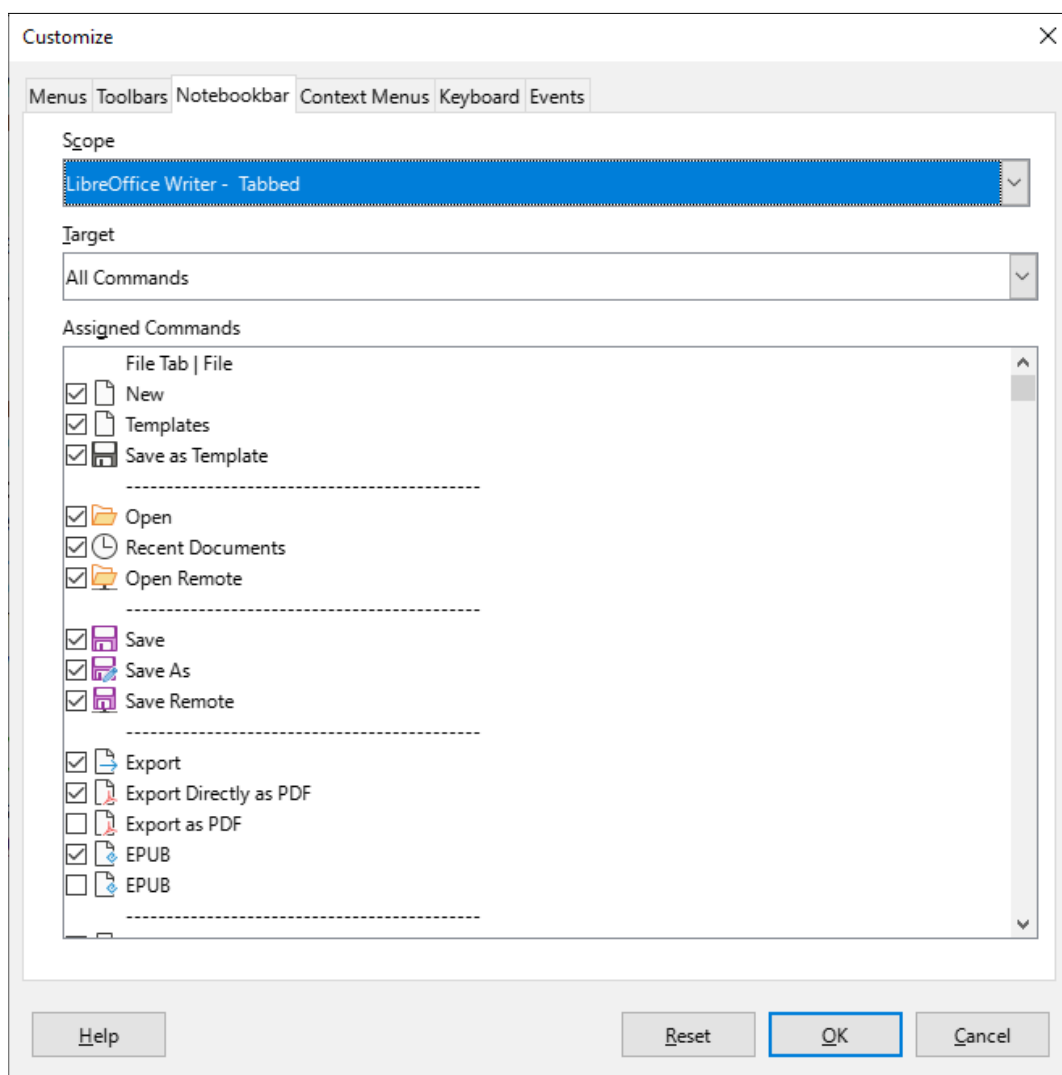 Customize
Menus Toolbars Notebookbar Context Menus Keyboard Events
Scope
LibreOffice Writer -  Tabbed
Target
All Commands
Assigned Commands
File Tab | File
New
Templates
Save as Template
--------------------------------------------
Open
Recent Documents
Open Remote
--------------------------------------------
Save
Save As
Save Remote
--------------------------------------------
Export
Export Directly as PDF
Export as PDF
EPUB
EPUB
--------------------------------------------
Help Reset OK Cancel